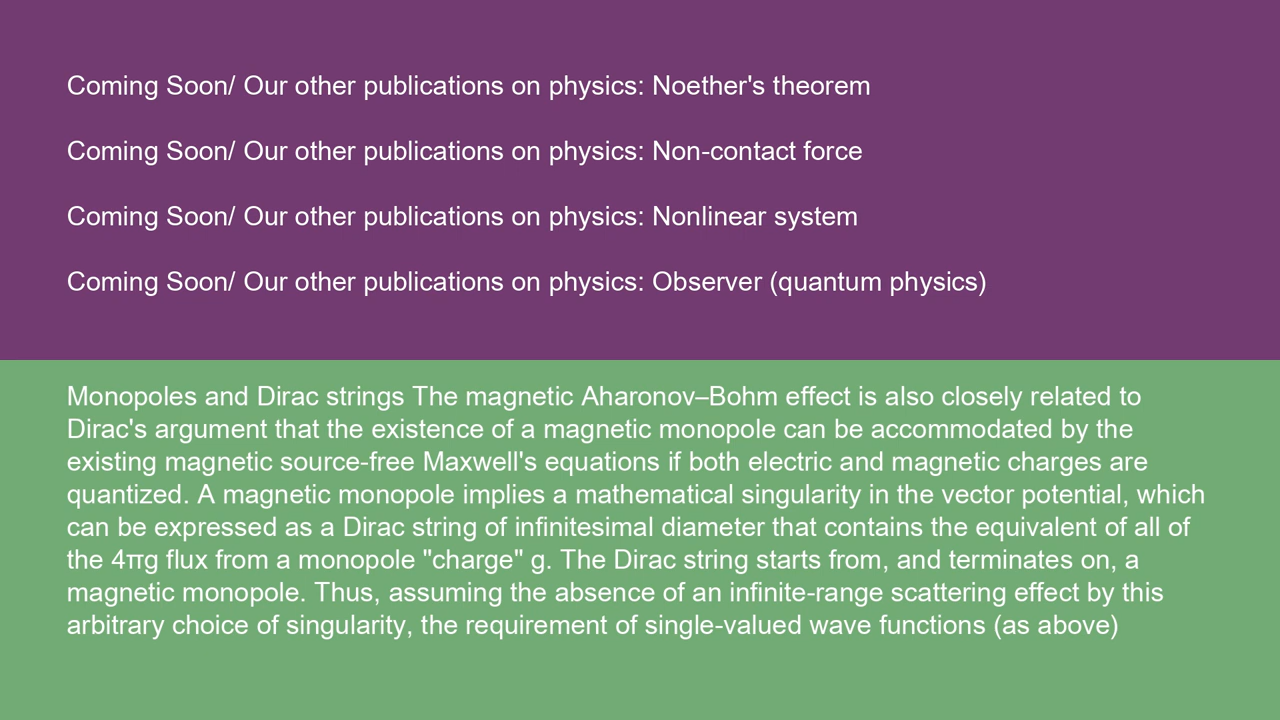 Coming Soon/ Our other publications on physics: Noether's theorem
Coming Soon/ Our other publications on physics: Non-contact force
Coming Soon/ Our other publications on physics: Nonlinear system
Coming Soon/ Our other publications on physics: Observer (quantum physics)
Monopoles and Dirac strings The magnetic Aharonov–Bohm effect is also closely related to
Dirac's argument that the existence of a magnetic monopole can be accommodated by the
existing magnetic source-free Maxwell's equations if both electric and magnetic charges are
quantized. A magnetic monopole implies a mathematical singularity in the vector potential, which
can be expressed as a Dirac string of infinitesimal diameter that contains the equivalent of all of
the 4πg flux from a monopole "charge" g. The Dirac string starts from, and terminates on, a
magnetic monopole. Thus, assuming the absence of an infinite-range scattering effect by this
arbitrary choice of singularity, the requirement of single-valued wave functions (as above)